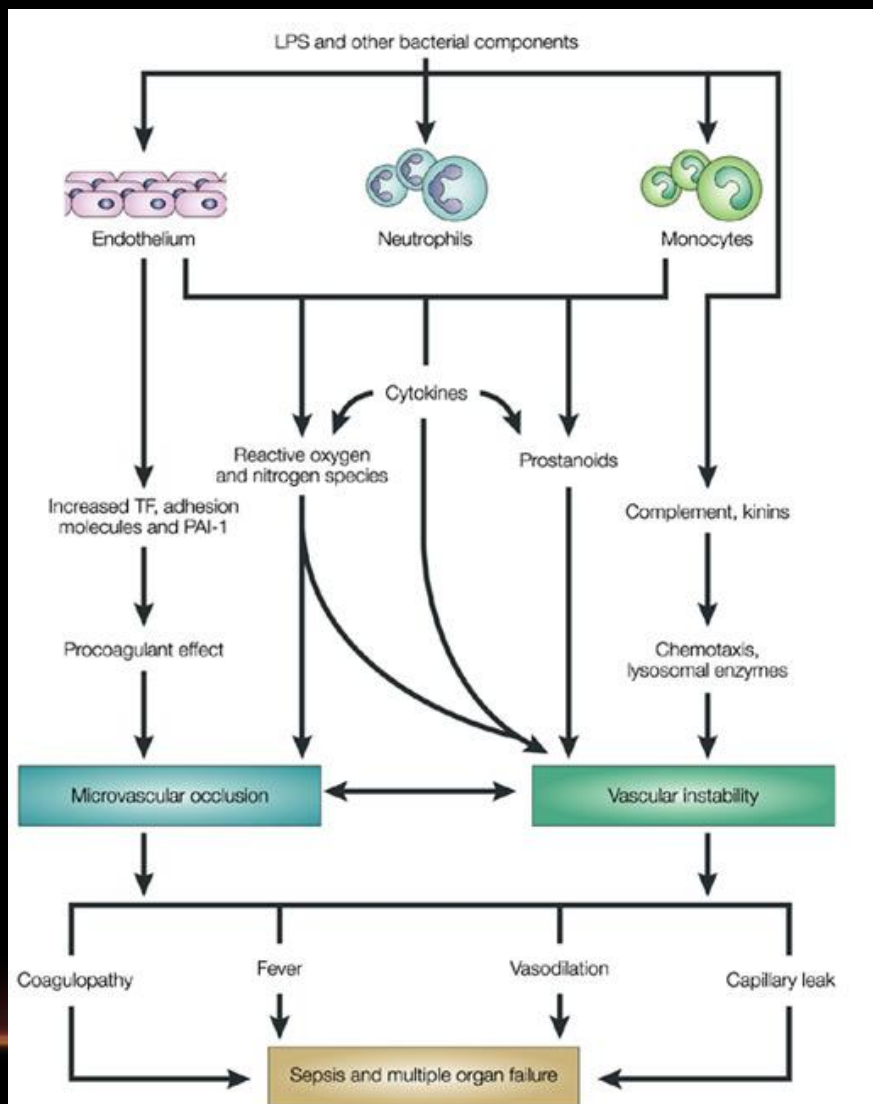 LPS and other bacterial components
Endothelium
Neutrophils
Monocytes
Cytokines
Reactive oxygen
and nitrogen species
Prostanoids
Increased TF, adhesion
molecules and PAI-1
Complement, kinins
Procoagulant effect
Chemotaxis,
lysosomal enzymes
Microvascular occlusion
Vascular instability
Coagulopathy
Fever
Vasodilation
Capillary leak
Sepsis and multiple organ failure